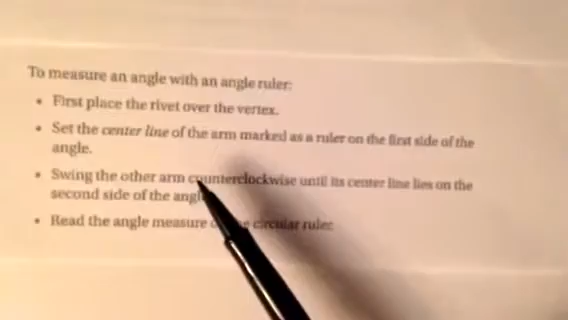 To measure an angle with an angle ruler:
• First place the rivet over the vertex.
• Set the center line of the arm marked as a ruler on the first side of the
angle.
• Swing the other arm counterclockwise until its center line lies on the
second side of the angle
• Read the angle measure circular ruler.